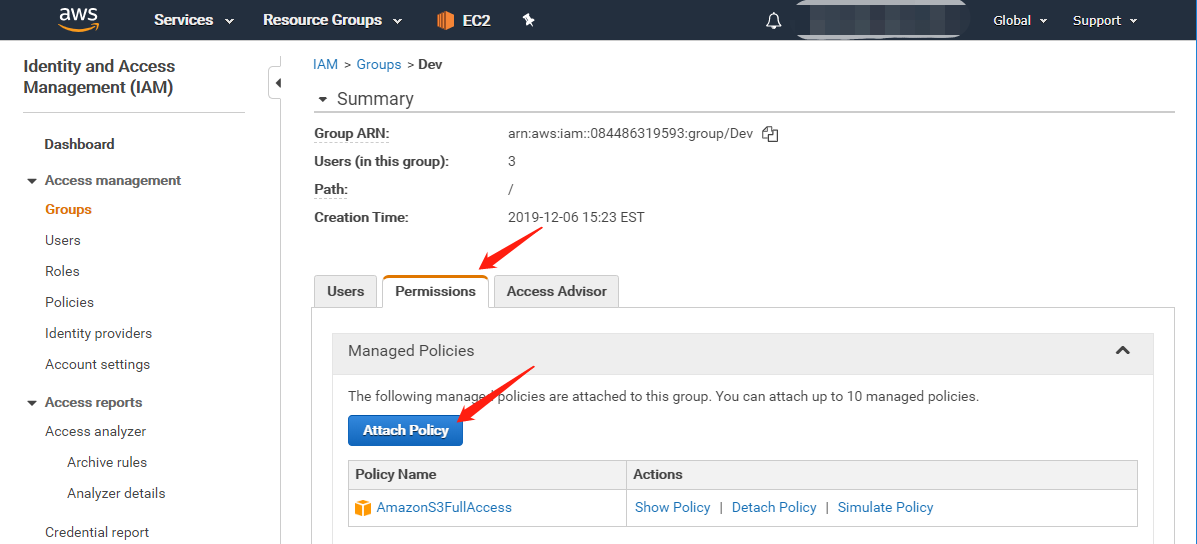 aws Services Resource Groups EC2 Global Support
Identity and Access
Management (IAM)
Dashboard
Access management
Groups
Users
Roles
Policies
Identity providers
Account settings
Access reports
Access analyzer
Archive rules
Analyzer details
Credential report
IAM > Groups > Dev
Summary
Group ARN: arn:aws:iam::084486319593:group/Dev
Users (in this group): 3
Path: /
Creation Time: 2019-12-06 15:23 EST
Users Permissions Access Advisor
Managed Policies
The following managed policies are attached to this group. You can attach up to 10 managed policies.
Attach Policy
Policy Name Actions
AmazonS3FullAccess Show Policy | Detach Policy | Simulate Policy